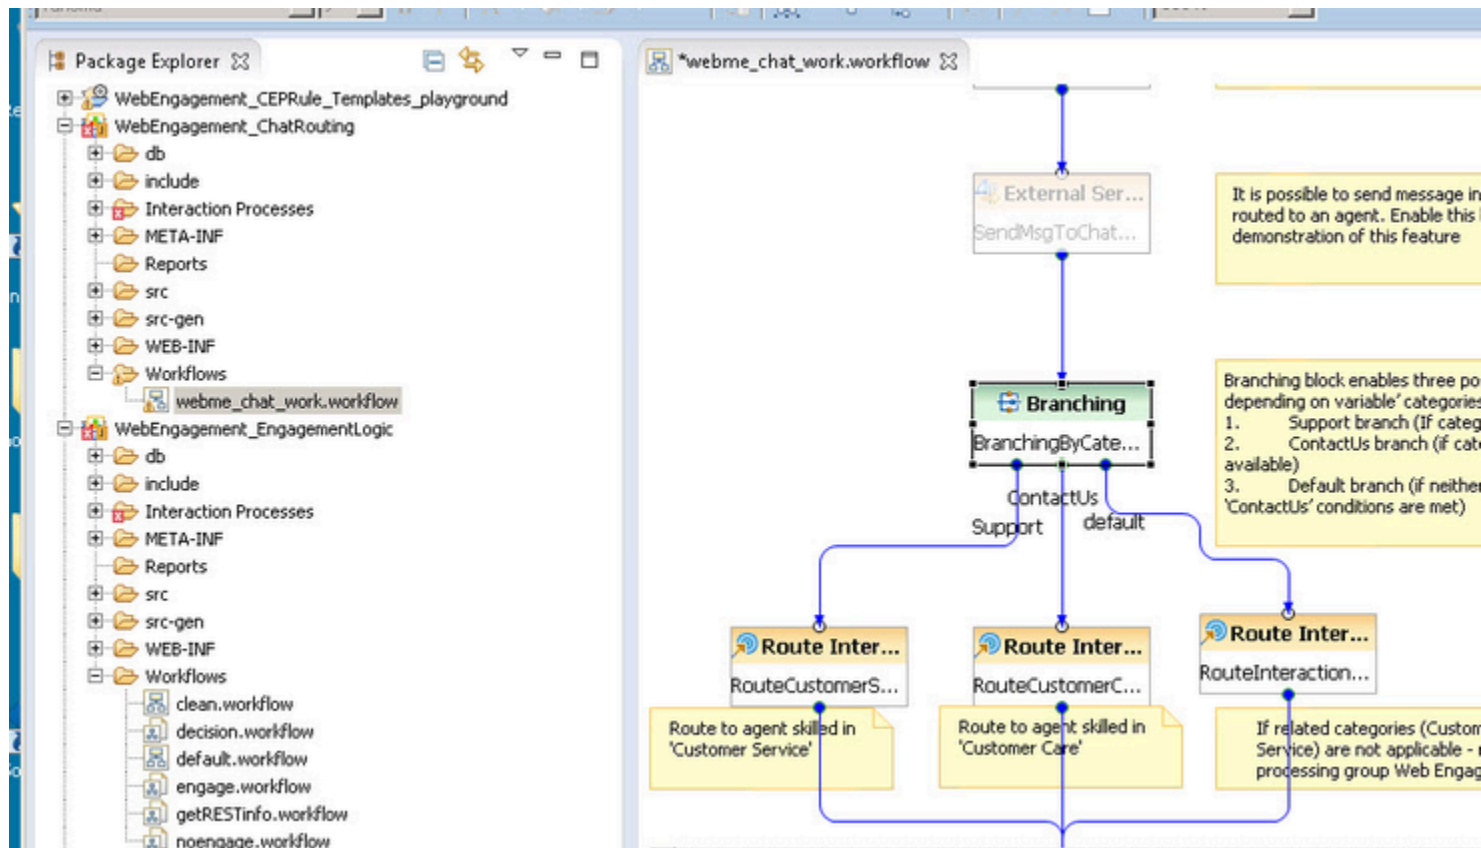 Package Explorer
WebEngagement_CEPRule_Templates_playground
WebEngagement_ChatRouting
db
include
Interaction Processes
META-INF
Reports
src
src-gen
WEB-INF
Workflows
webme_chat_work.workflow
WebEngagement_EngagementLogic
db
include
Interaction Processes
META-INF
Reports
src
src-gen
WEB-INF
Workflows
clean.workflow
decision.workflow
default.workflow
engage.workflow
getRESTinfo.workflow
noengage.workflow
*webme_chat_work.workflow
External Ser...
SendMsgToChat...
It is possible to send message in
routed to an agent. Enable this
demonstration of this feature
Branching
BranchingByCate...
Branching block enables three po
depending on variable' categories
1. Support branch (If categ
2. ContactUs branch (if cat
available)
3. Default branch (if neither
'ContactUs' conditions are met)
ContactUs
Support
default
Route Inter...
RouteCustomerS...
Route to agent skilled in
'Customer Service'
Route Inter...
RouteCustomerC...
Route to agent skilled in
'Customer Care'
Route Inter...
RouteInteraction...
If related categories (Custom
Service) are not applicable -
processing group Web Engag